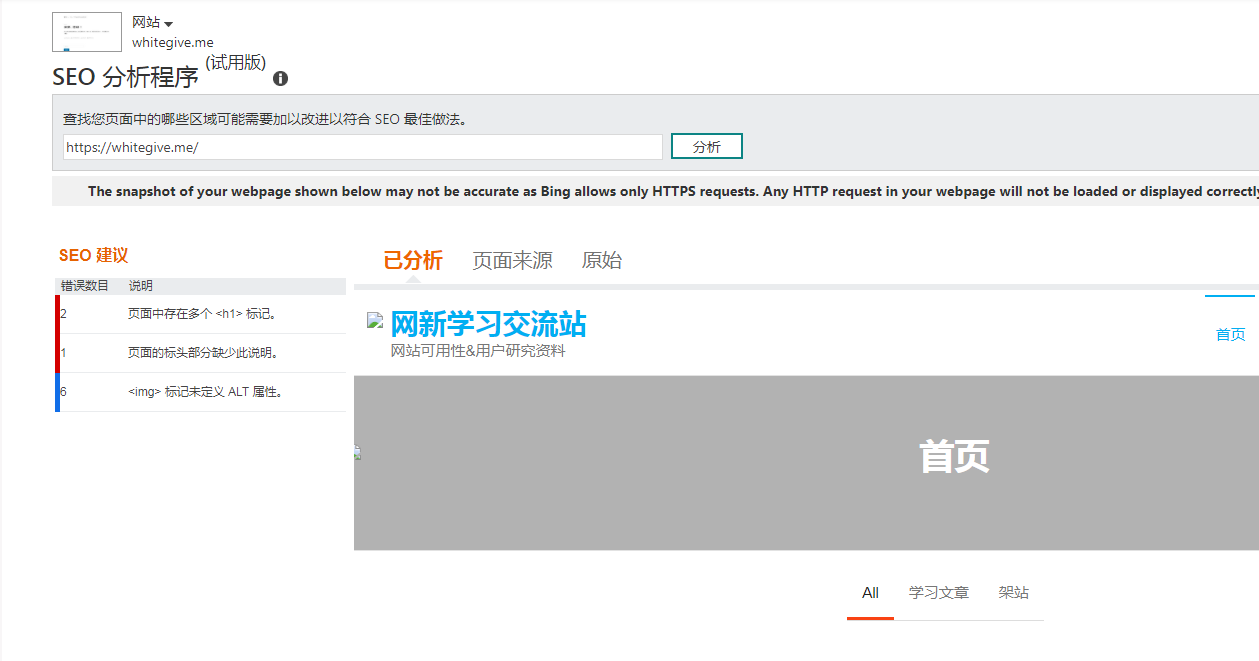 网站
whitegive.me
SEO 分析程序 (试用版)
查找您页面中的哪些区域可能需要加以改进以符合 SEO 最佳做法。
https://whitegive.me/
分析
The snapshot of your webpage shown below may not be accurate as Bing allows only HTTPS requests. Any HTTP request in your webpage will not be loaded or displayed correctly
SEO 建议
错误数目 说明
2 页面中存在多个 <h1> 标记。
1 页面的标头部分缺少此说明。
6 <img> 标记未定义 ALT 属性。
已分析 页面来源 原始
网新学习交流站
网站可用性&用户研究资料
首页
首页
All 学习文章 架站